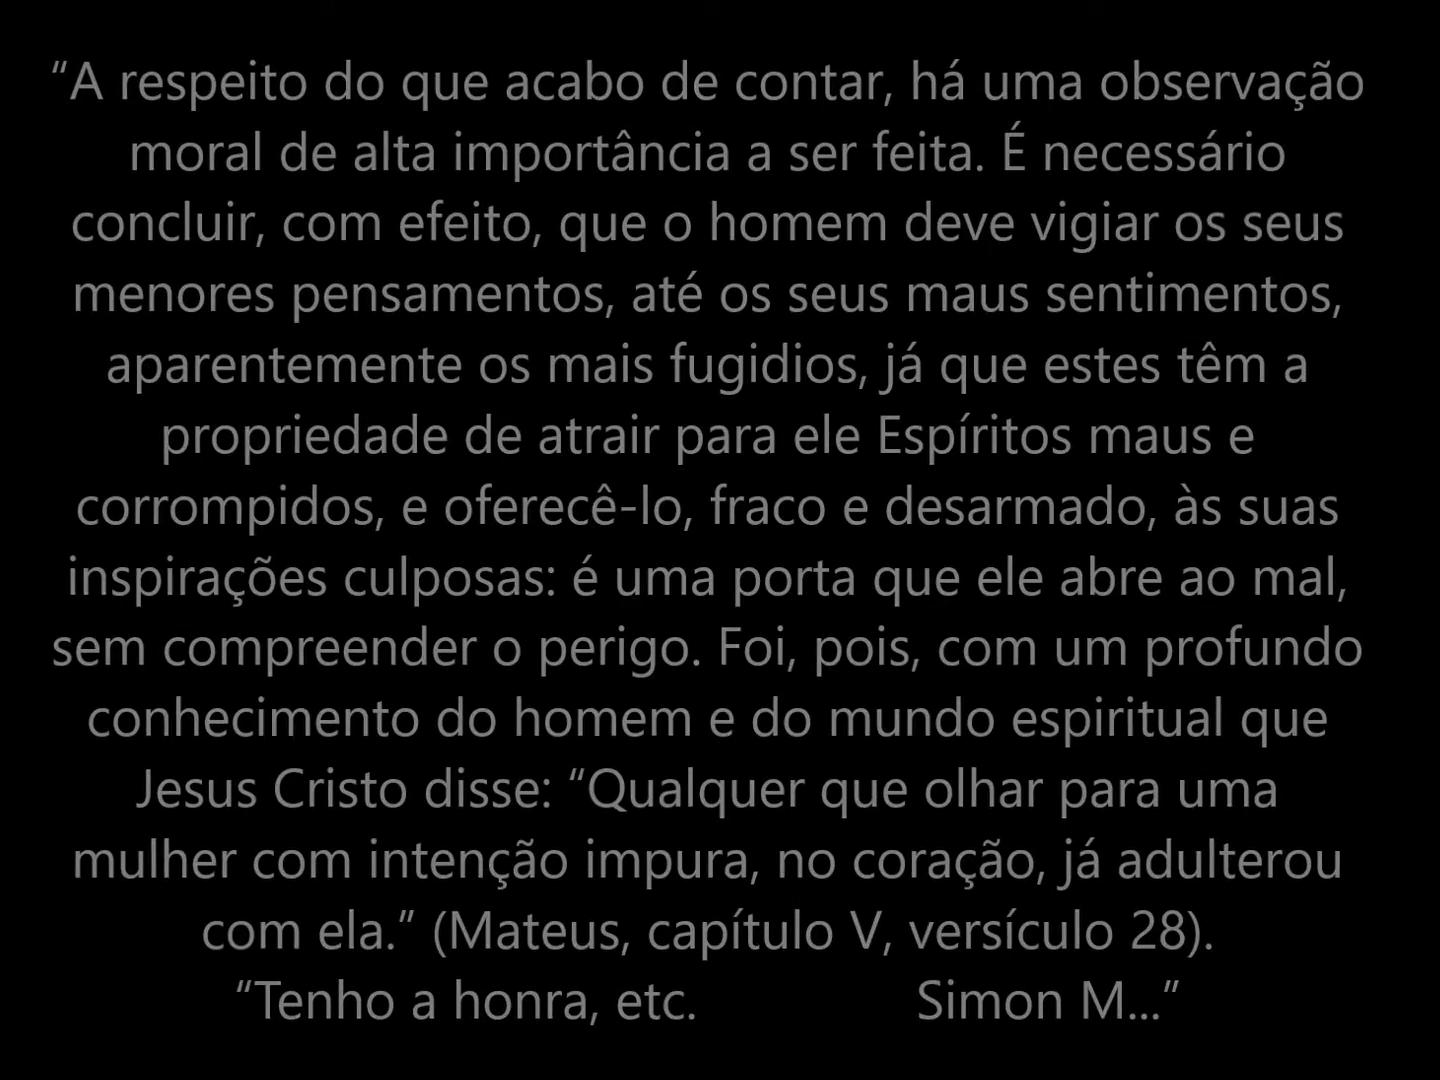 “A respeito do que acabo de contar, há uma observação
moral de alta importância a ser feita. É necessário
concluir, com efeito, que o homem deve vigiar os seus
menores pensamentos, até os seus maus sentimentos,
aparentemente os mais fugidios, já que estes têm a
propriedade de atrair para ele Espíritos maus e
corrompidos, e oferecê-lo, fraco e desarmado, às suas
inspirações culposas: é uma porta que ele abre ao mal,
sem compreender o perigo. Foi, pois, com um profundo
conhecimento do homem e do mundo espiritual que
Jesus Cristo disse: “Qualquer que olhar para uma
mulher com intenção impura, no coração, já adulterou
com ela.” (Mateus, capítulo V, versículo 28).
“Tenho a honra, etc. Simon M...”